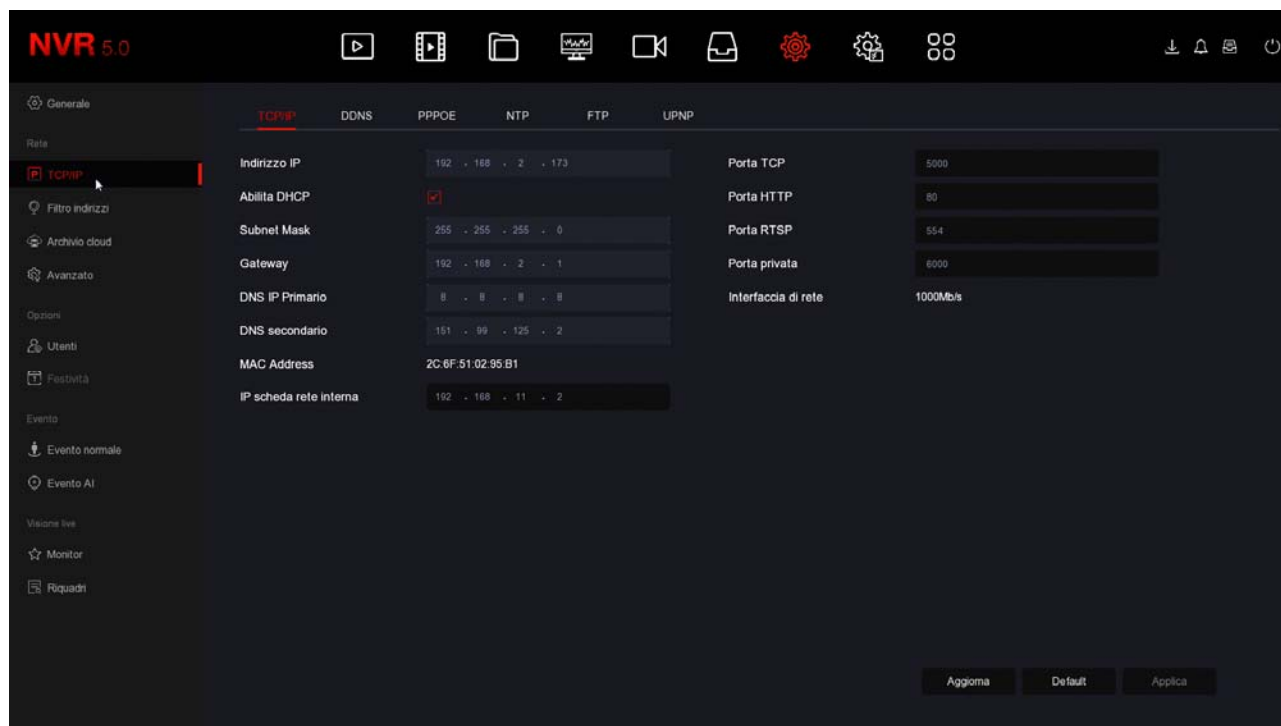 NVR 5.0
Generale
Rete
TCP/IP
Filtro indirizzi
Archivio cloud
Avanzato
Opzioni
Utenti
Festività
Evento
Evento normale
Evento AI
Visione live
Monitor
Riquadri
TCP/IP DDNS PPPOE NTP FTP UPNP
Indirizzo IP 192 . 168 . 2 . 173
Abilita DHCP
Subnet Mask 255 . 255 . 255 . 0
Gateway 192 . 168 . 2 . 1
DNS IP Primario 8 . 8 . 8 . 8
DNS secondario 151 . 99 . 125 . 2
MAC Address 2C:6F:51:02:95:B1
IP scheda rete interna 192 . 168 . 11 . 2
Porta TCP 5000
Porta HTTP 80
Porta RTSP 554
Porta privata 6000
Interfaccia di rete 1000Mb/s
Aggiorna Default Applica